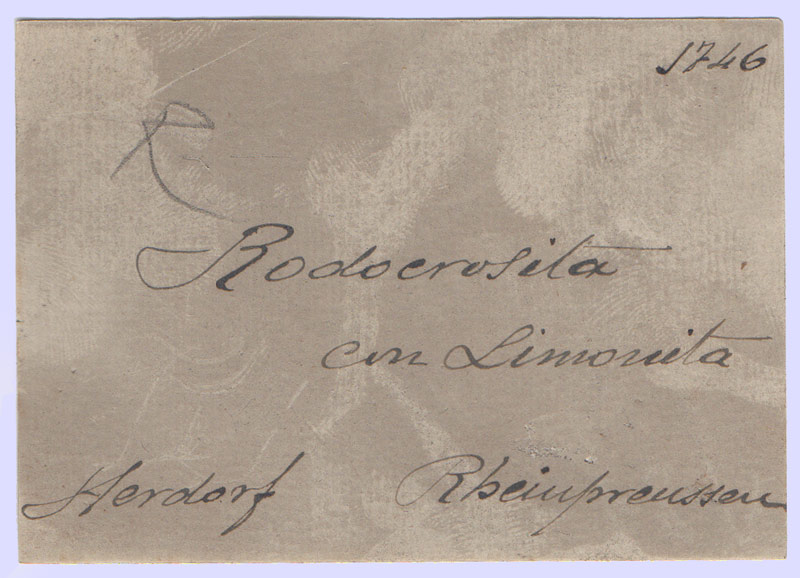 1746
R
Rodocrosita
con Limonita
Herdorf Rheinpreussen